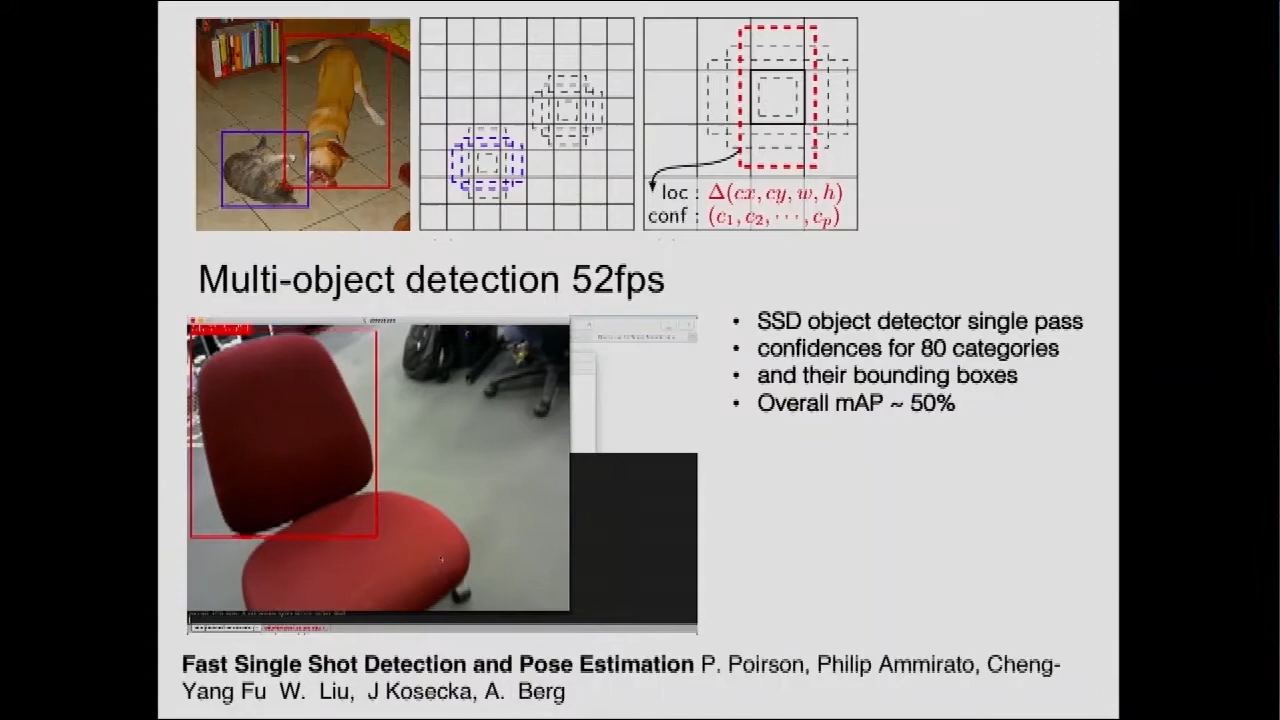 loc : Δ(cx, cy, w, h)
conf : (c1, c2, ⋯, cp)
Multi-object detection 52fps
• SSD object detector single pass
• confidences for 80 categories
• and their bounding boxes
• Overall mAP ~ 50%
Fast Single Shot Detection and Pose Estimation P. Poirson, Philip Ammirato, Cheng-
Yang Fu W. Liu, J Kosecka, A. Berg